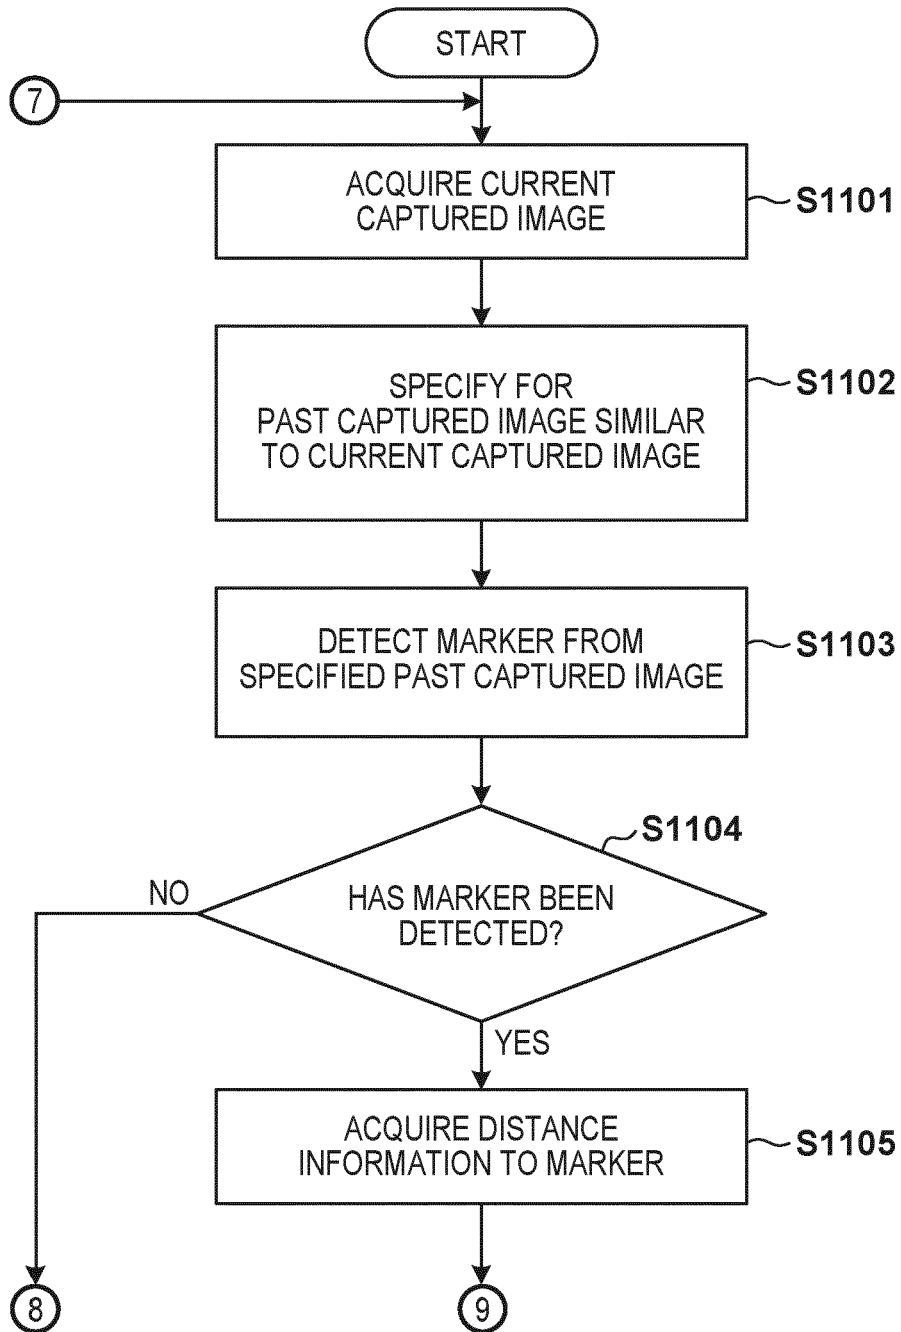 START
7
ACQUIRE CURRENT
CAPTURED IMAGE
S1101
SPECIFY FOR
PAST CAPTURED IMAGE SIMILAR
TO CURRENT CAPTURED IMAGE
S1102
DETECT MARKER FROM
SPECIFIED PAST CAPTURED IMAGE
S1103
S1104
HAS MARKER BEEN
DETECTED?
NO
YES
ACQUIRE DISTANCE
INFORMATION TO MARKER
S1105
8
9